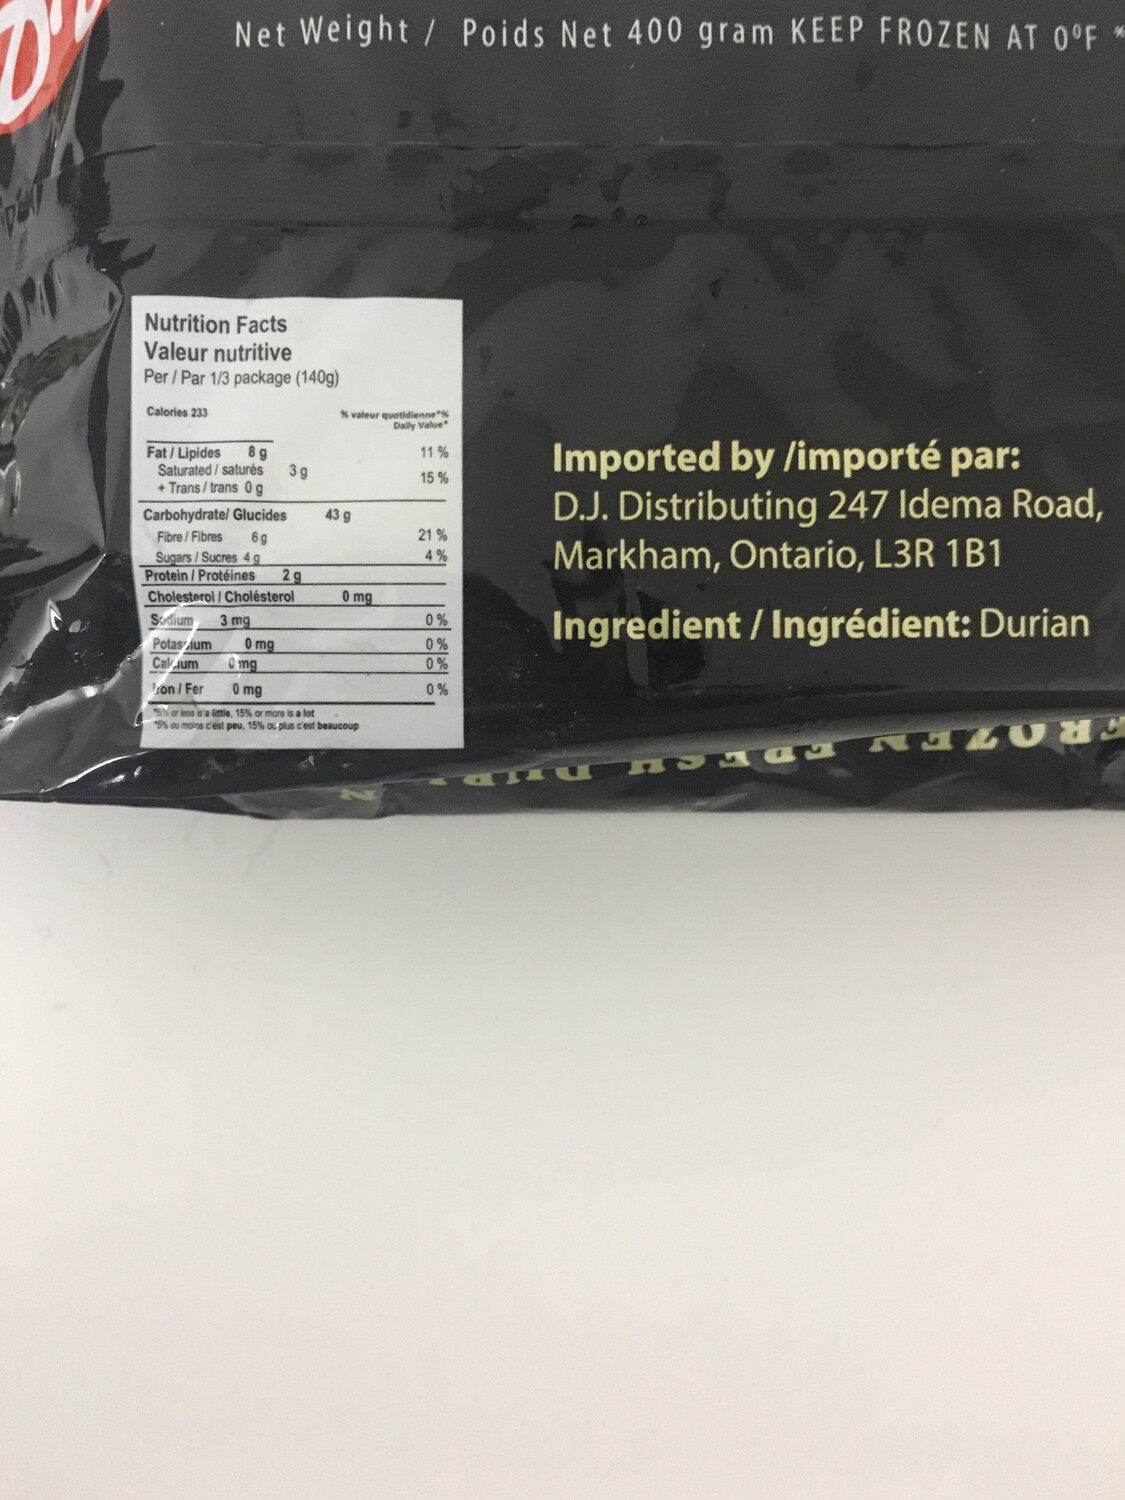 Net Weight / Poids Net 400 gram KEEP FROZEN AT 0°F *
Nutrition Facts
Valeur nutritive
Per / Par 1/3 package (140g)
Calories 233
% valeur quotidienne*%
Daily Value*
Fat / Lipides 8 g 11 %
Saturated / saturés 3 g
+ Trans / trans 0 g 15 %
Carbohydrate/ Glucides 43 g
Fibre / Fibres 6 g 21 %
Sugars / Sucres 4 g 4 %
Protein / Protéines 2 g
Cholesterol / Cholésterol 0 mg
Sodium 3 mg 0 %
Potassium 0 mg 0 %
Calcium 0 mg 0 %
Iron / Fer 0 mg 0 %
*5% or less is a little, 15% or more is a lot
*5% ou moins c'est peu, 15% ou plus c'est beaucoup
Imported by /importé par:
D.J. Distributing 247 Idema Road,
Markham, Ontario, L3R 1B1
Ingredient / Ingrédient: Durian
FROZEN FRESH DURIAN